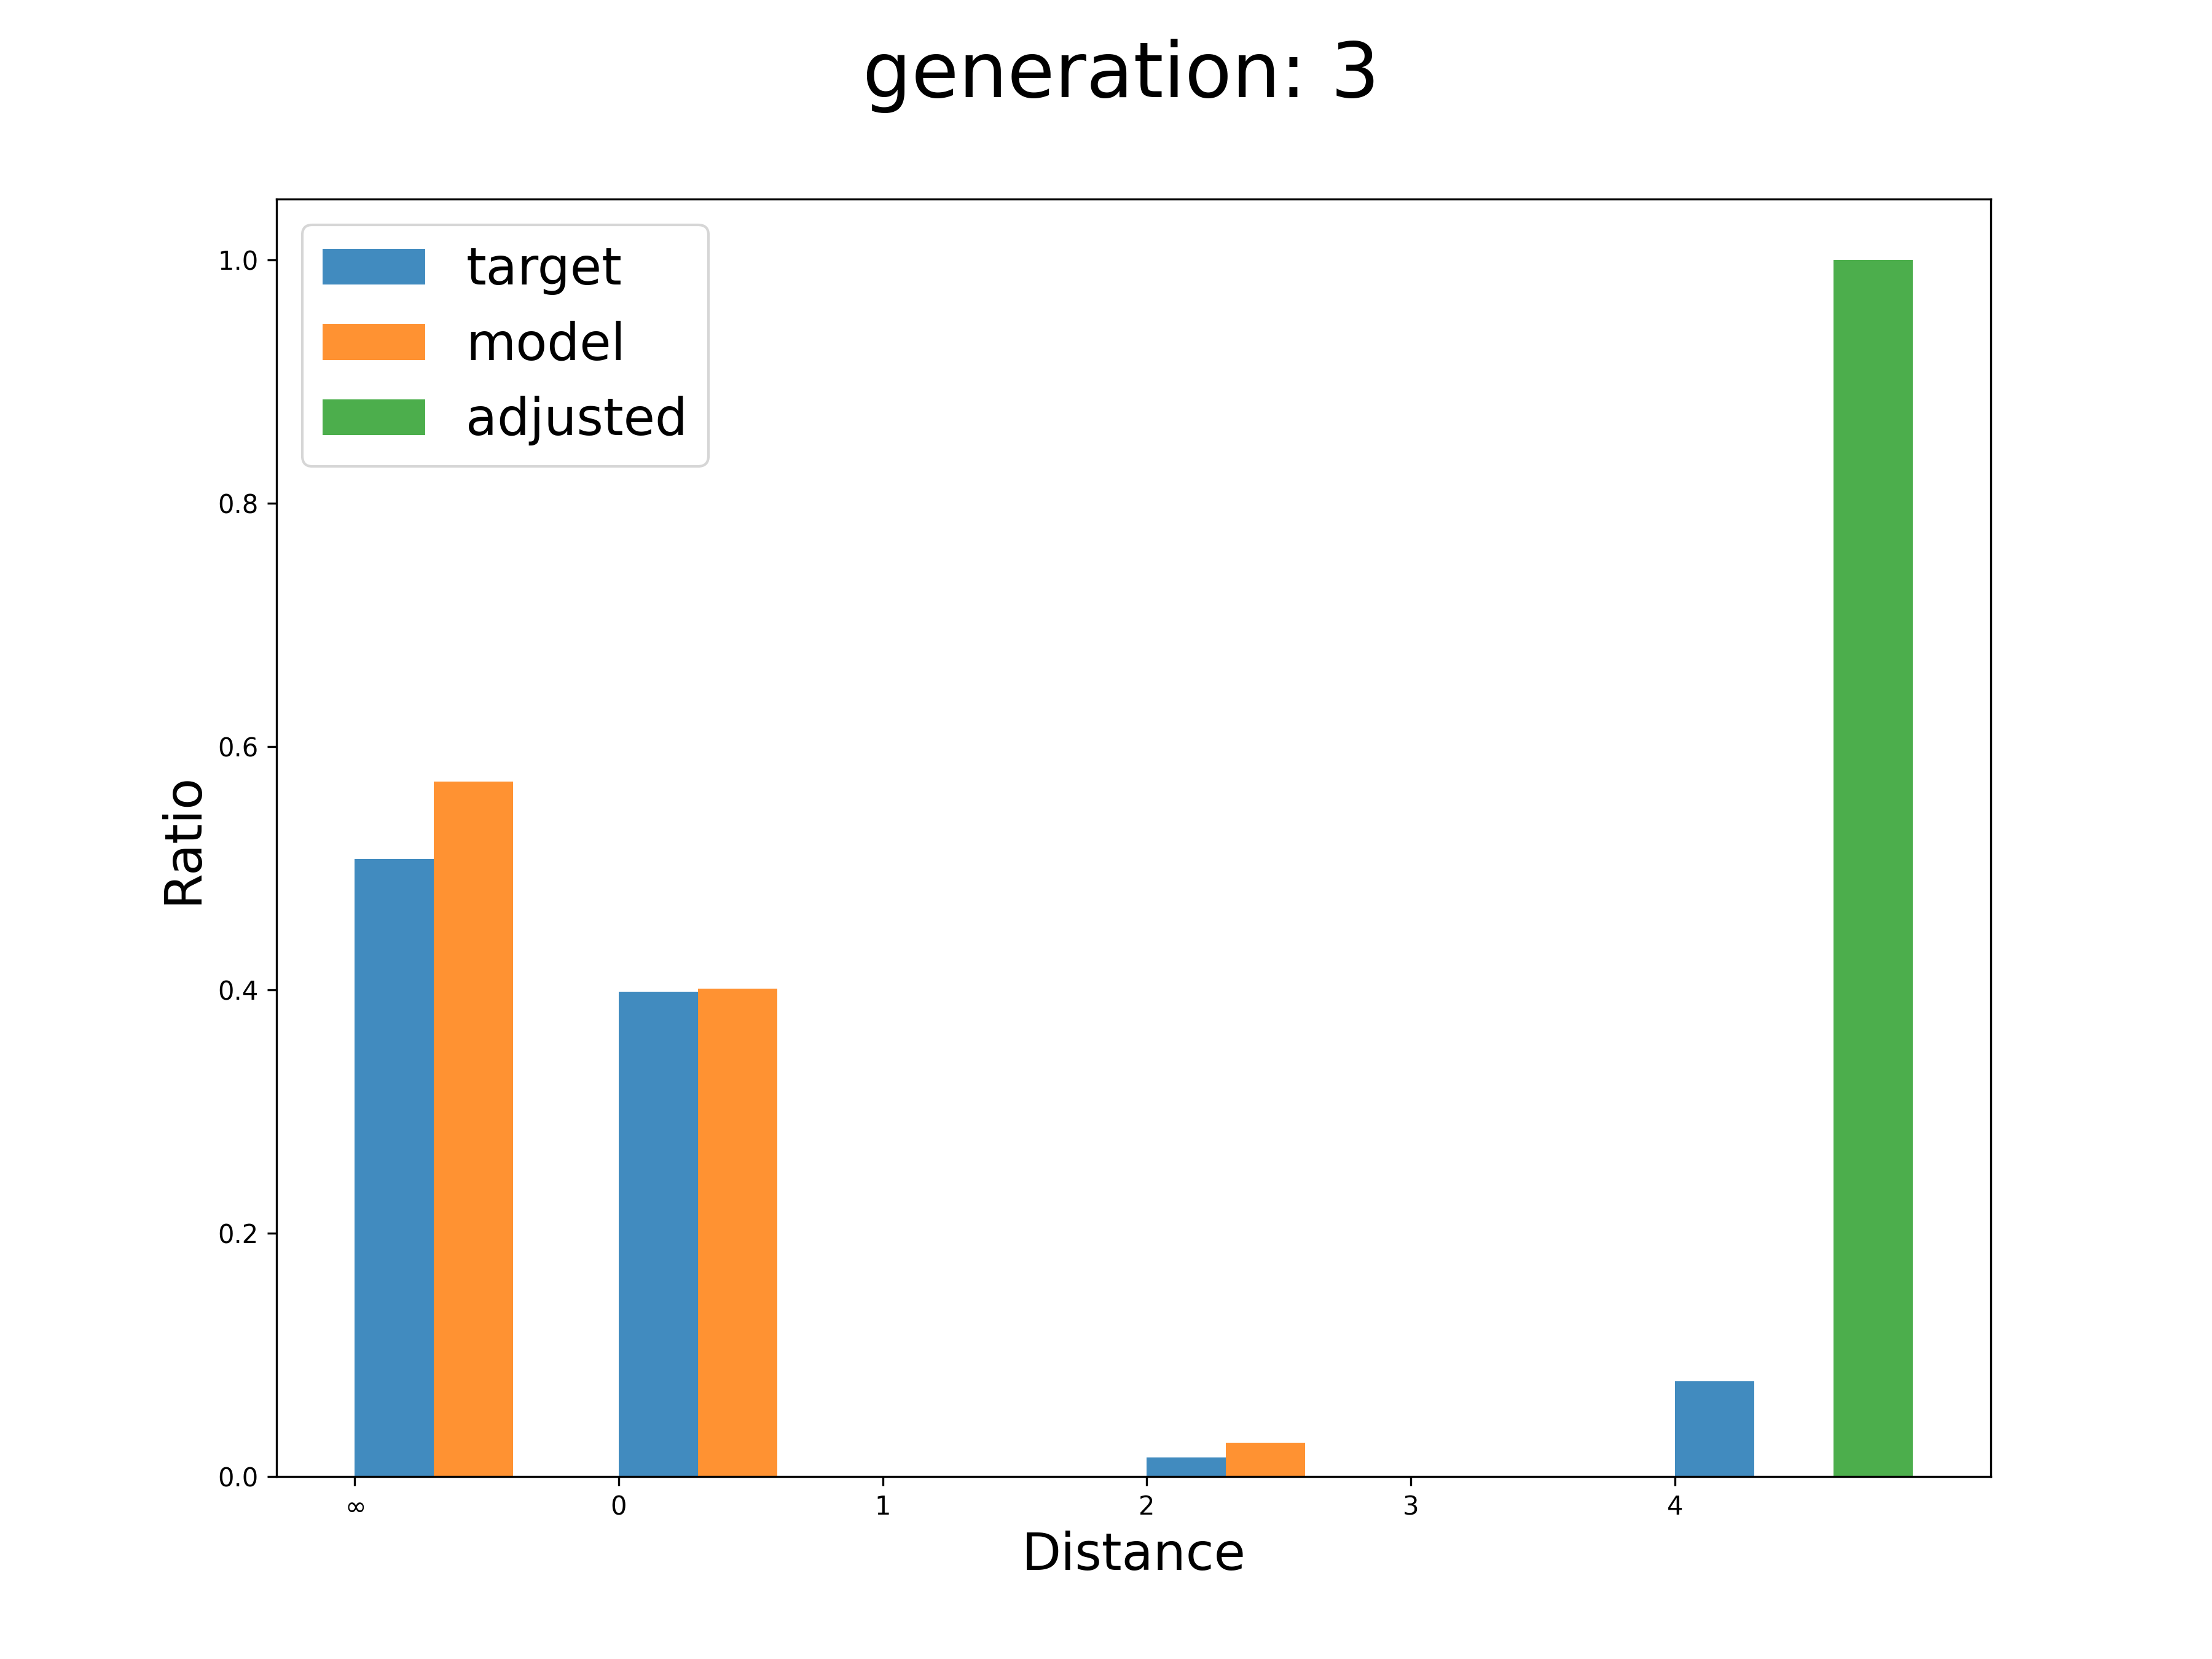 generation: 3
target
model
adjusted
1.0
0.8
0.6
0.4
0.2
0.0
Ratio
∞ 0 1 2 3 4
Distance